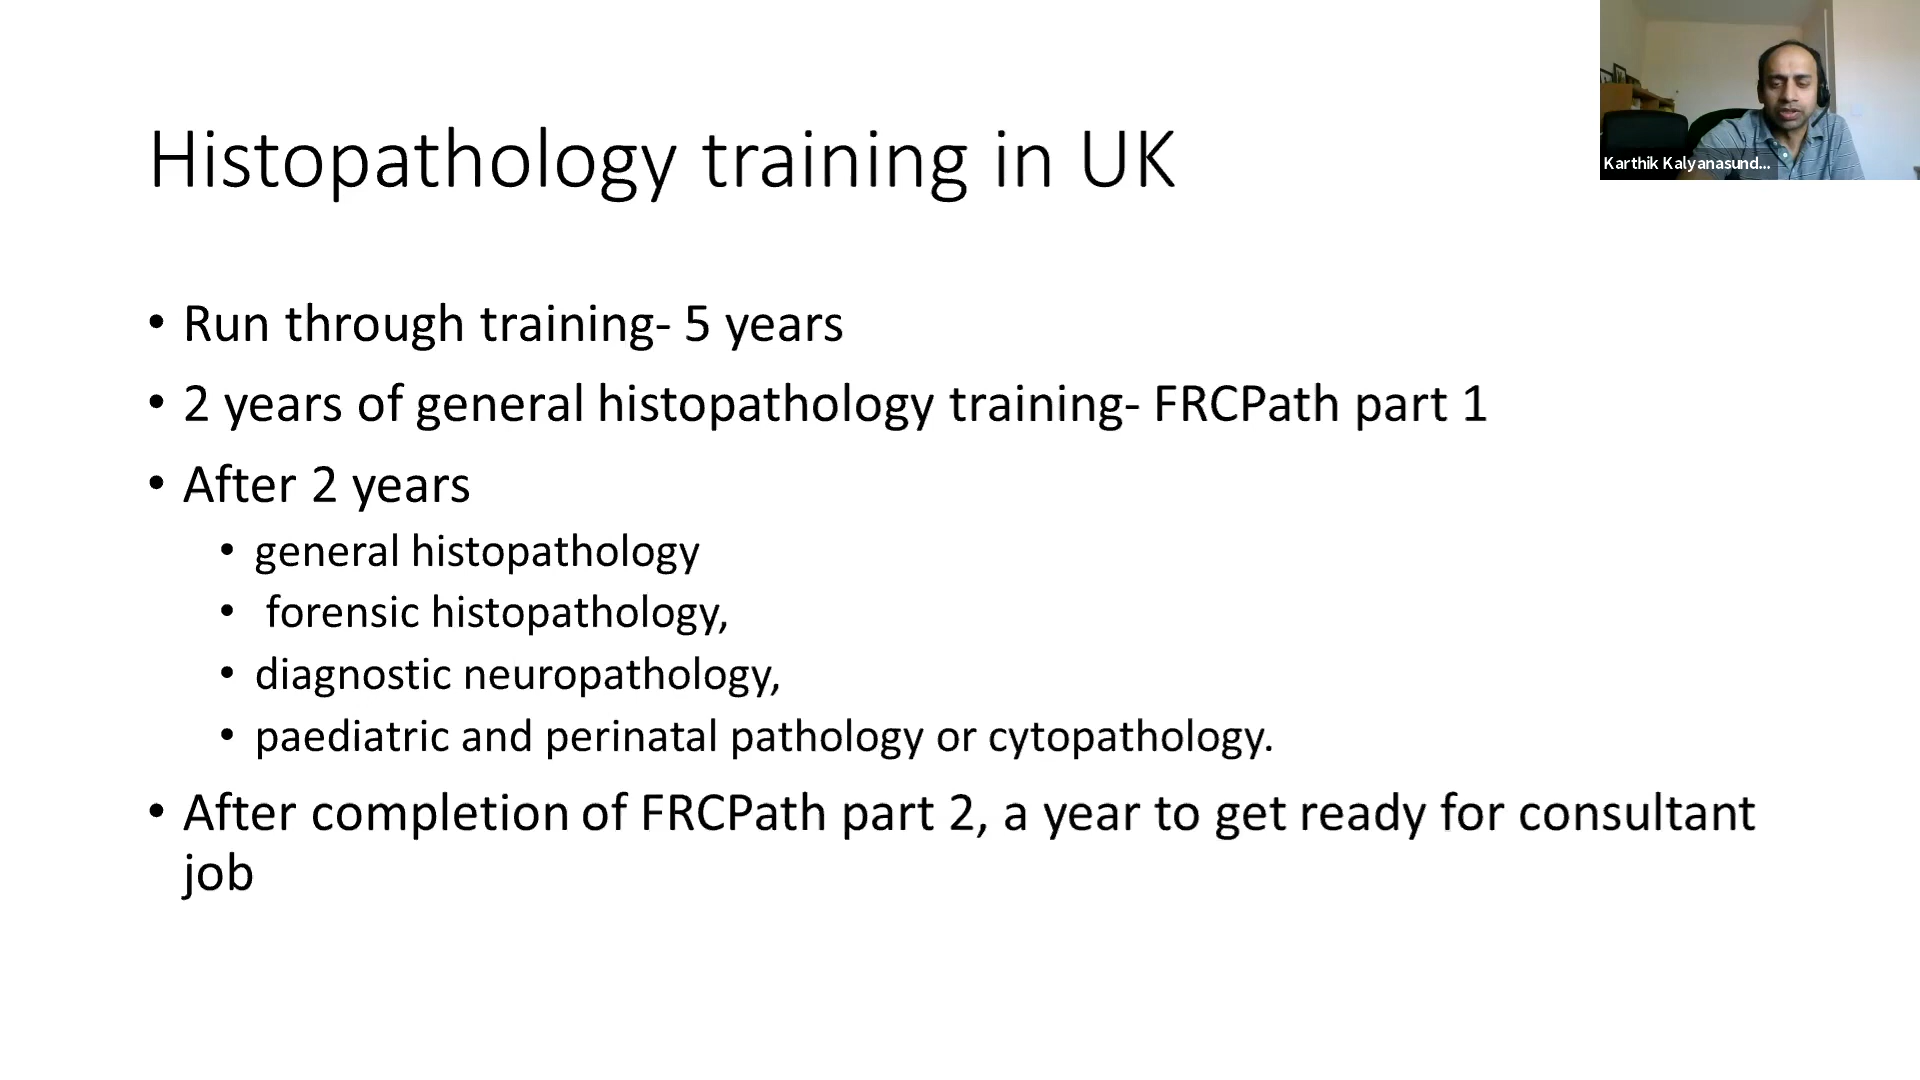 Karthik Kalyanasund...
Histopathology training in UK
• Run through training- 5 years
• 2 years of general histopathology training- FRCPath part 1
• After 2 years
• general histopathology
• forensic histopathology,
• diagnostic neuropathology,
• paediatric and perinatal pathology or cytopathology.
• After completion of FRCPath part 2, a year to get ready for consultant
job